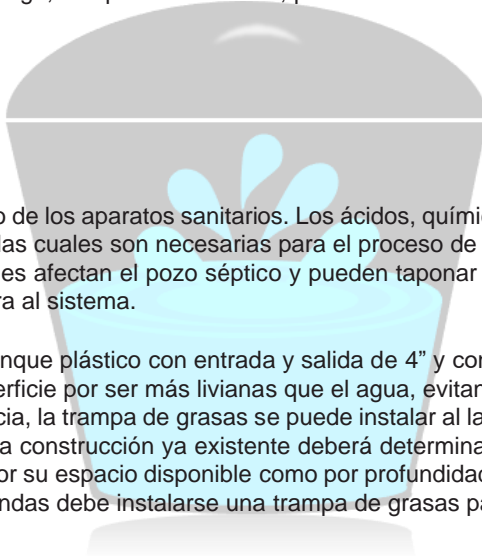 o de los aparatos sanitarios. Los ácidos, químic
las cuales son necesarias para el proceso de
es afectan el pozo séptico y pueden taponar
ra al sistema.
nque plástico con entrada y salida de 4” y con
erficie por ser más livianas que el agua, evitan
cia, la trampa de grasas se puede instalar al la
a construcción ya existente deberá determina
or su espacio disponible como por profundidad
ndas debe instalarse una trampa de grasas pa